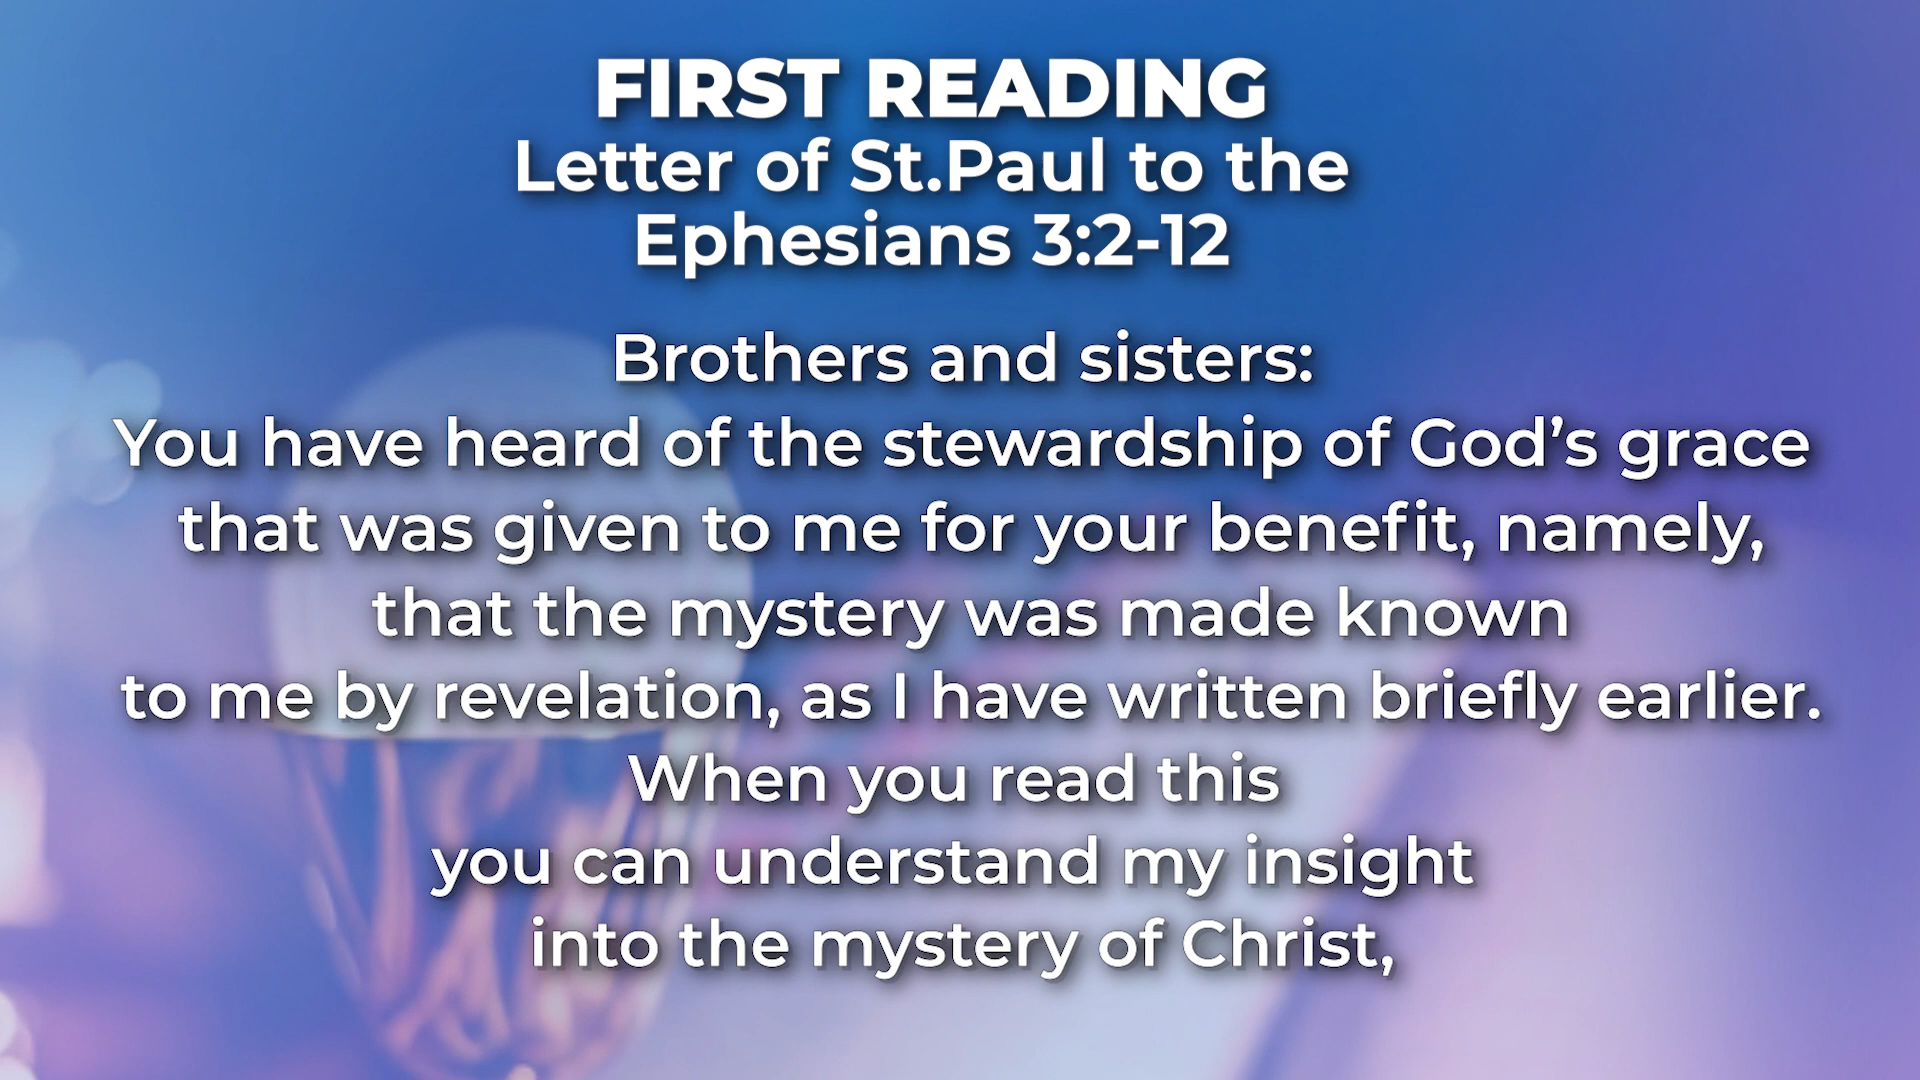 FIRST READING
Letter of St.Paul to the
Ephesians 3:2-12
Brothers and sisters:
You have heard of the stewardship of God’s grace
that was given to me for your benefit, namely,
that the mystery was made known
to me by revelation, as I have written briefly earlier.
When you read this
you can understand my insight
into the mystery of Christ,